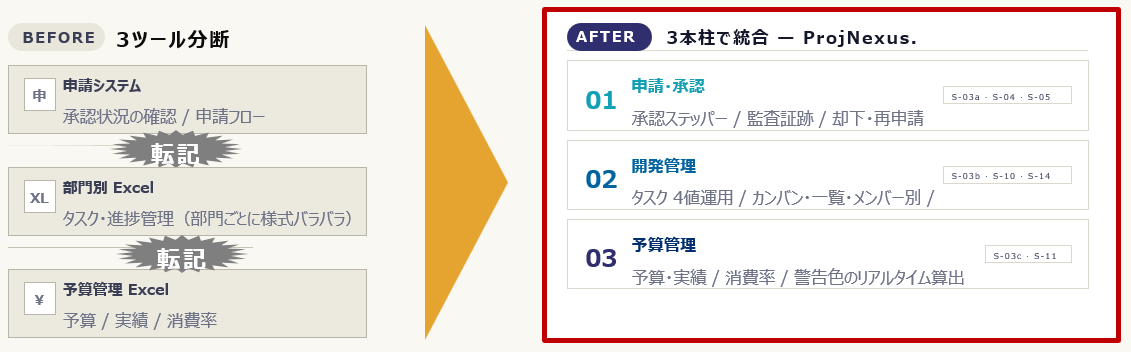 BEFORE 3ツール分断
申
申請システム
承認状況の確認 / 申請フロー
転記
XL
部門別 Excel
タスク・進捗管理（部門ごとに様式バラバラ）
転記
¥
予算管理 Excel
予算 / 実績 / 消費率
AFTER 3本柱で統合 — ProjNexus.
01
申請・承認
承認ステッパー / 監査証跡 / 却下・再申請
S-03a · S-04 · S-05
02
開発管理
タスク 4値運用 / カンバン・一覧・メンバー別 /
S-03b · S-10 · S-14
03
予算管理
予算・実績 / 消費率 / 警告色のリアルタイム算出
S-03c · S-11